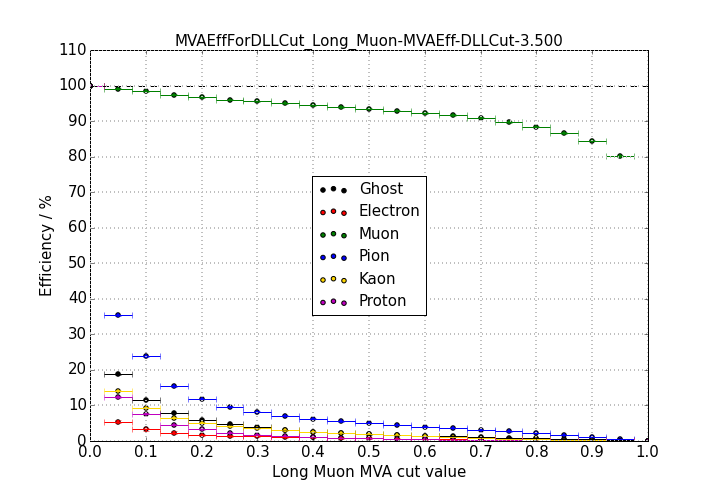 MVAEffForDLLCut_Long_Muon-MVAEff-DLLCut-3.500
110
100
90
80
70
60
50
40
30
20
10
0
Efficiency / %
Ghost
Electron
Muon
Pion
Kaon
Proton
0.0 0.1 0.2 0.3 0.4 0.5 0.6 0.7 0.8 0.9 1.0
Long Muon MVA cut value